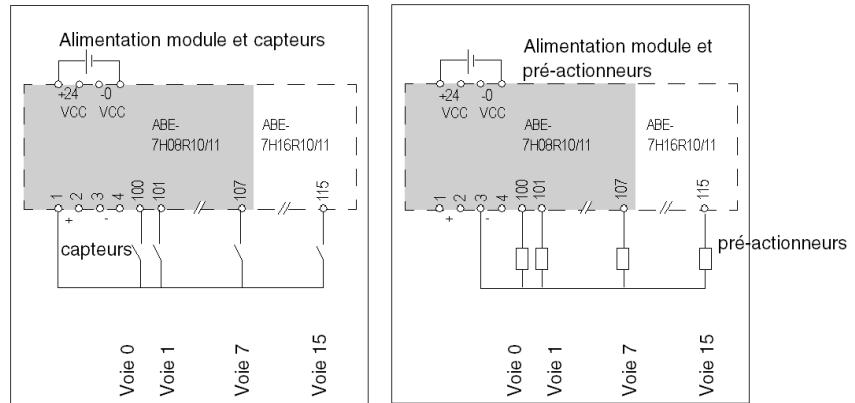 Alimentation module et capteurs
+24 -0
VCC VCC
ABE- ABE-
7H08R10/11 7H16R10/11
1 2 3 4 100 101 107 115
+ -
capteurs
Voie 0 Voie 1 Voie 7 Voie 15
Alimentation module et
pré-actionneurs
+24 -0
VCC VCC
ABE- ABE-
7H08R10/11 7H16R10/11
1 2 3 4 100 101 107 115
+ -
pré-actionneurs
Voie 0 Voie 1 Voie 7 Voie 15